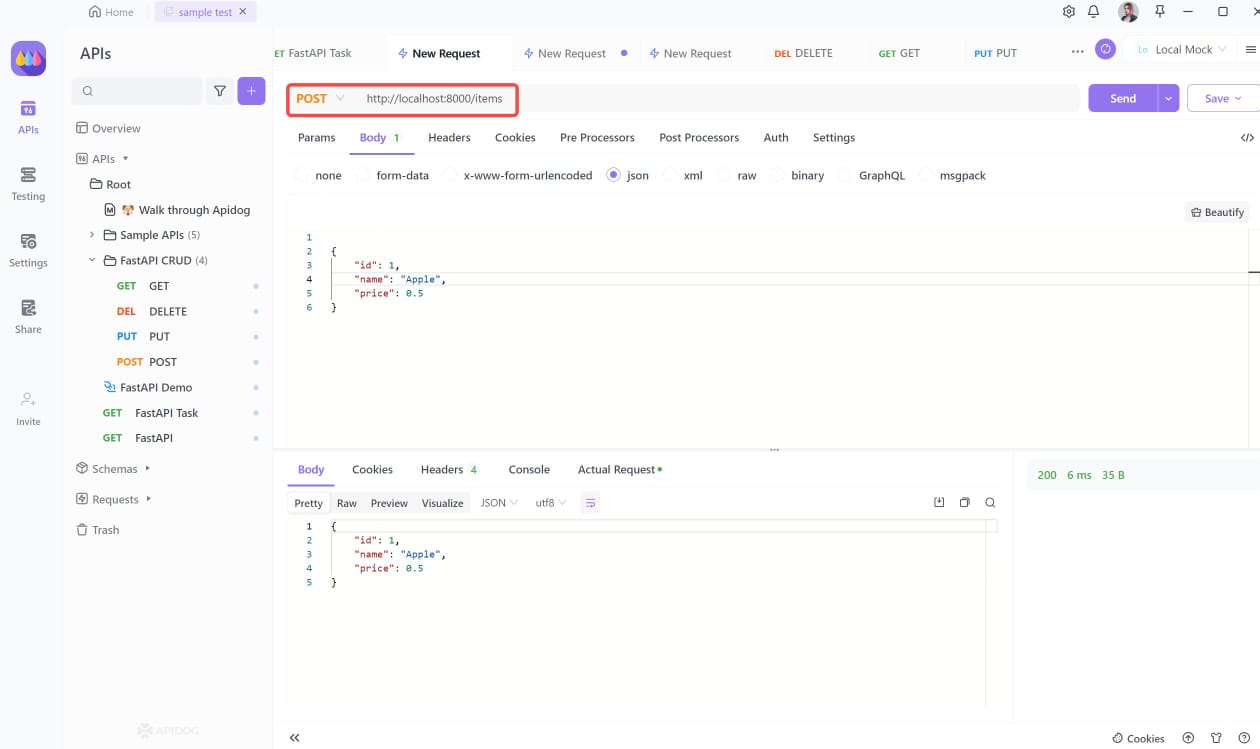 Home sample test
APIs
ET FastAPI Task New Request New Request New Request DEL DELETE GET GET PUT PUT Lo Local Mock
POST http://localhost:8000/items Send Save
APIs
Testing
Settings
Share
Invite
Overview
APIs
Root
Walk through Apidog
Sample APIs (5)
FastAPI CRUD (4)
GET GET
DEL DELETE
PUT PUT
POST POST
FastAPI Demo
GET FastAPI Task
GET FastAPI
Schemas
Requests
Trash
APIDOG
Params Body 1 Headers Cookies Pre Processors Post Processors Auth Settings
none form-data x-www-form-urlencoded json xml raw binary GraphQL msgpack
Beautify
1
2 {
3 "id": 1,
4 "name": "Apple",
5 "price": 0.5
6 }
Body Cookies Headers 4 Console Actual Request
200 6 ms 35 B
Pretty Raw Preview Visualize JSON utf8
1 {
2 "id": 1,
3 "name": "Apple",
4 "price": 0.5
5 }
Cookies